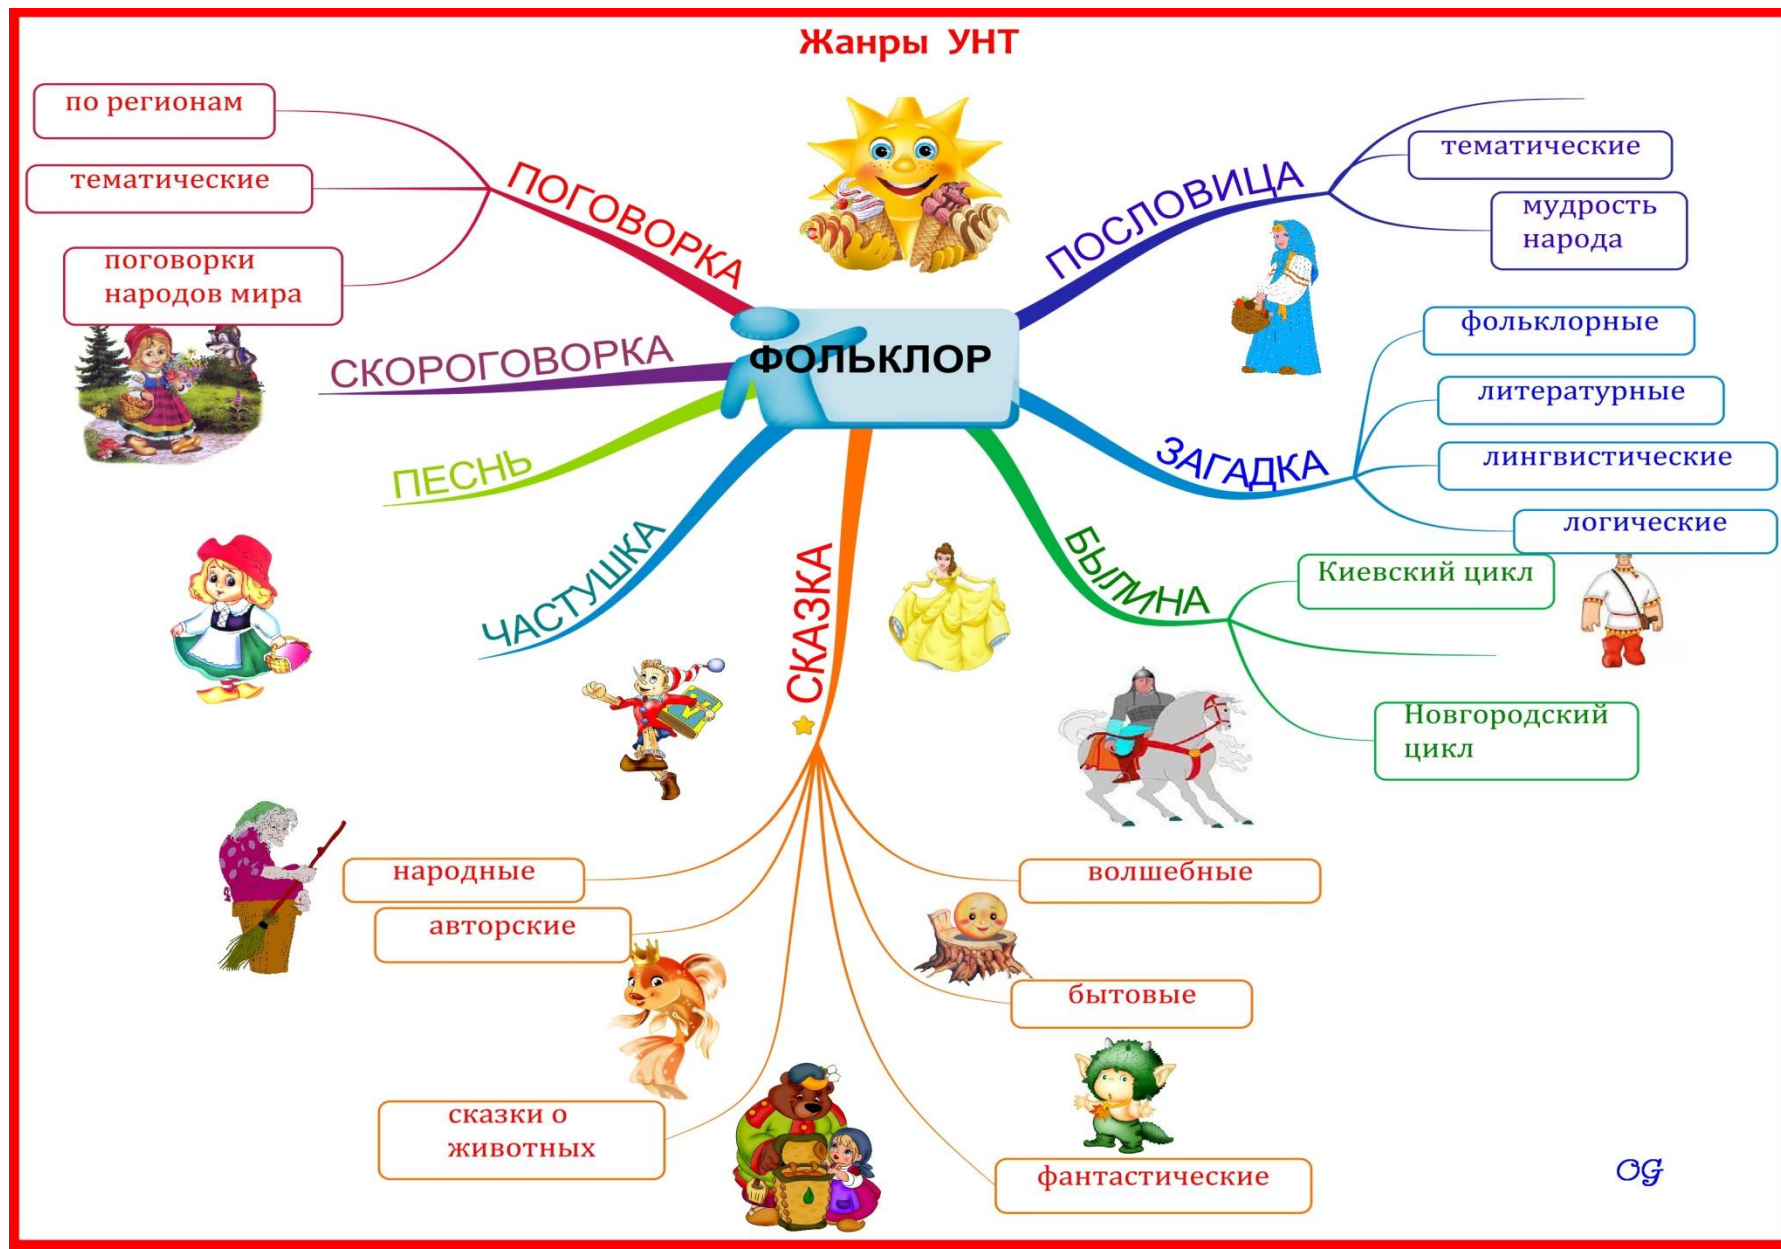 Жанры УНТ
по регионам
тематические
поговорки
народов мира
ПОГОВОРКА
СКОРОГОВОРКА
ПЕСНЬ
ЧАСТУШКА
ФОЛЬКЛОР
ПОСЛОВИЦА
тематические
мудрость
народа
ЗАГАДКА
фольклорные
литературные
лингвистические
логические
БЫЛИНА
Киевский цикл
Новгородский
цикл
СКАЗКА
народные
авторские
сказки о
животных
волшебные
бытовые
фантастические
OG